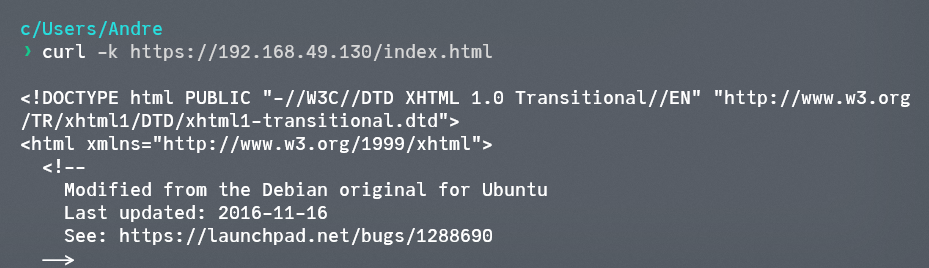 c/Users/Andre
❯ curl -k https://192.168.49.130/index.html
<!DOCTYPE html PUBLIC "-//W3C//DTD XHTML 1.0 Transitional//EN" "http://www.w3.org
/TR/xhtml1/DTD/xhtml1-transitional.dtd">
<html xmlns="http://www.w3.org/1999/xhtml">
  <!--
    Modified from the Debian original for Ubuntu
    Last updated: 2016-11-16
    See: https://launchpad.net/bugs/1288690
  -->